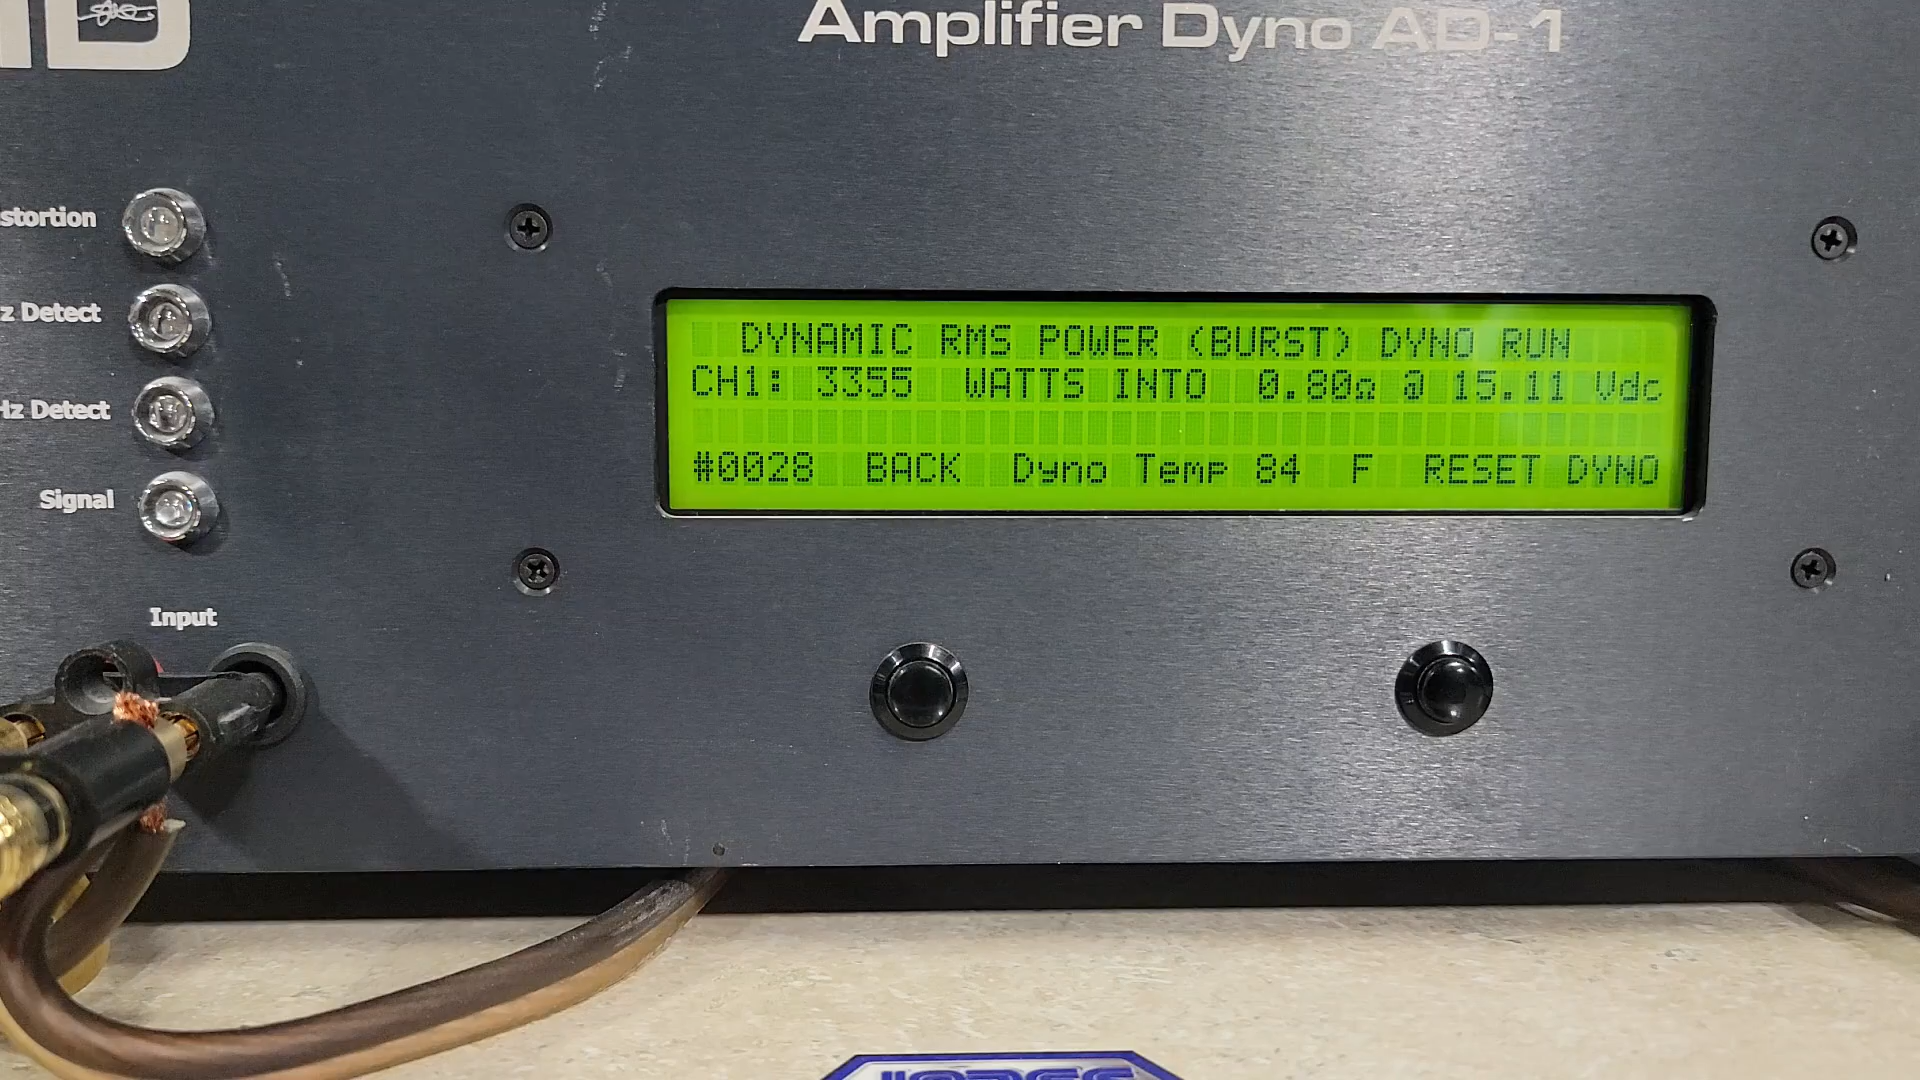 Amplifier Dyno AD-1
DYNAMIC RMS POWER (BURST) DYNO RUN
CH1: 3355 WATTS INTO 0.80Ω @ 15.11 Vdc
#0028 BACK Dyno Temp 84 F RESET DYNO
stortion
z Detect
Hz Detect
Signal
Input